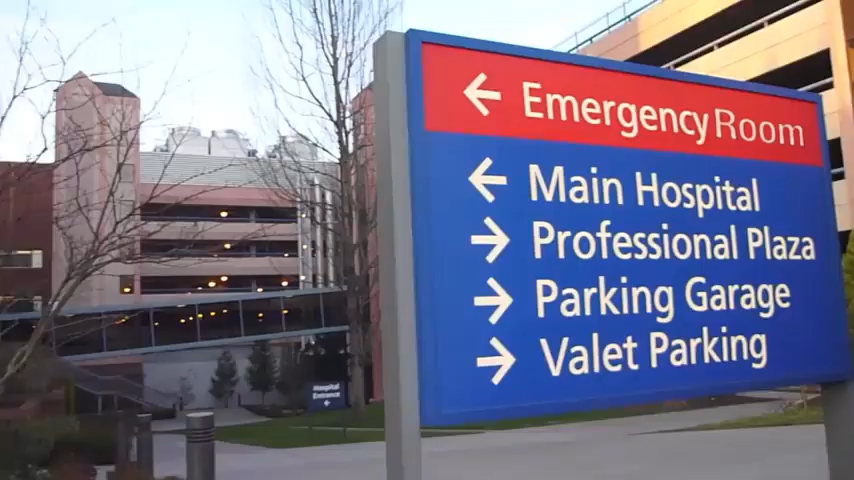 ← Emergency Room
← Main Hospital
→ Professional Plaza
→ Parking Garage
→ Valet Parking
Hospital
Entrance
←